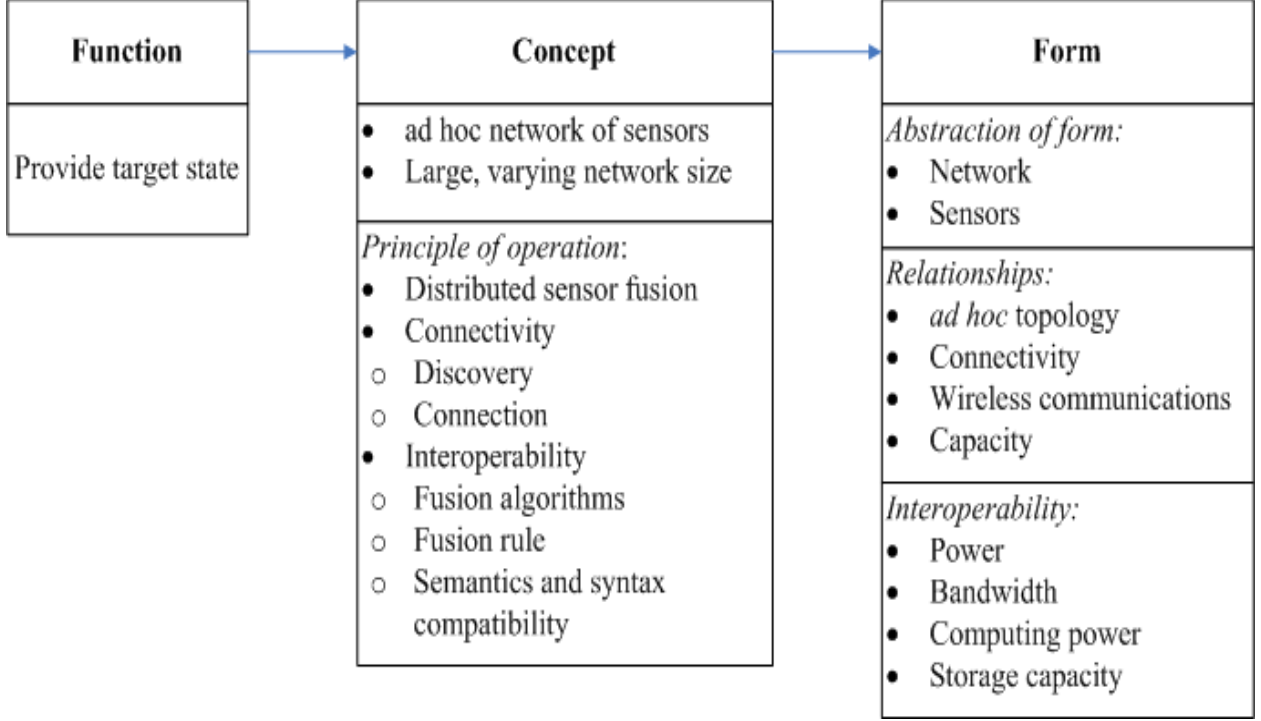 Function
Provide target state
Concept
• ad hoc network of sensors
• Large, varying network size
Principle of operation:
• Distributed sensor fusion
• Connectivity
o Discovery
o Connection
• Interoperability
o Fusion algorithms
o Fusion rule
o Semantics and syntax
compatibility
Form
Abstraction of form:
• Network
• Sensors
Relationships:
• ad hoc topology
• Connectivity
• Wireless communications
• Capacity
Interoperability:
• Power
• Bandwidth
• Computing power
• Storage capacity